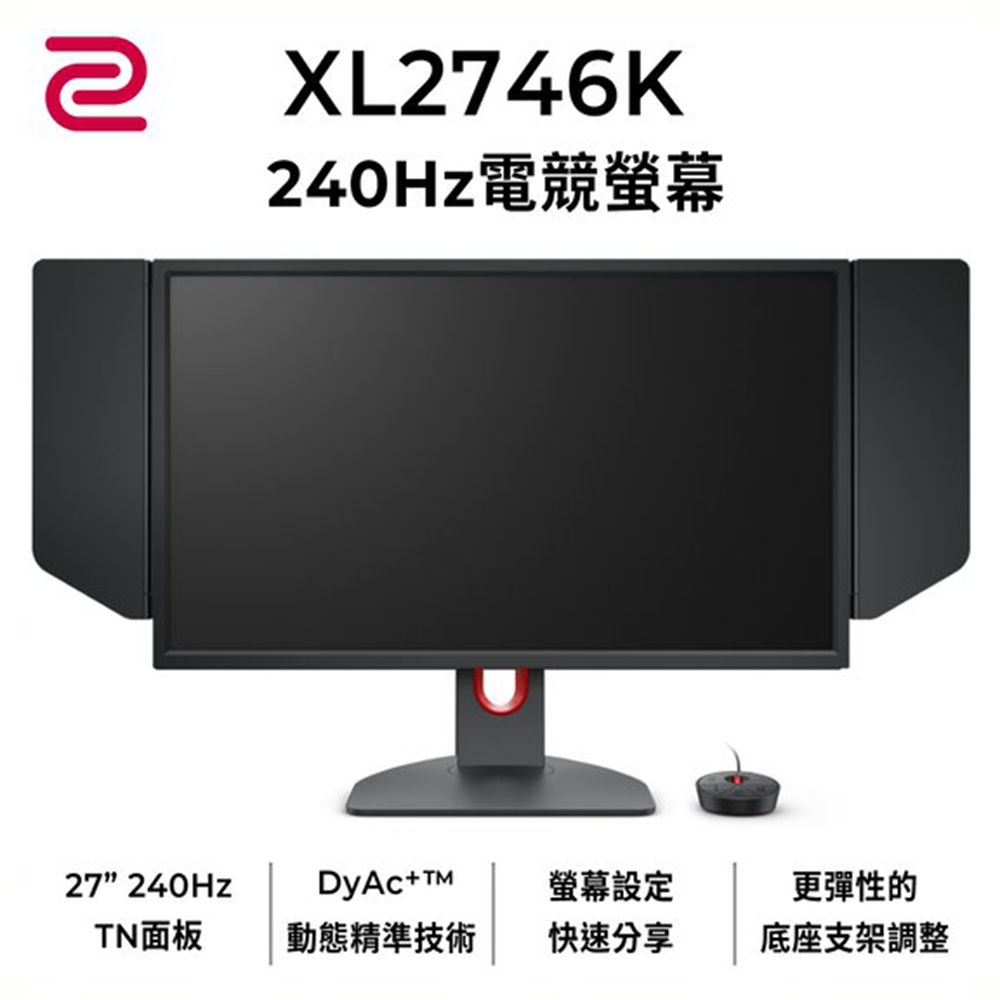 XL2746K
240Hz電競螢幕
27” 240Hz
TN面板
DyAc⁺™
動態精準技術
螢幕設定
快速分享
更彈性的
底座支架調整